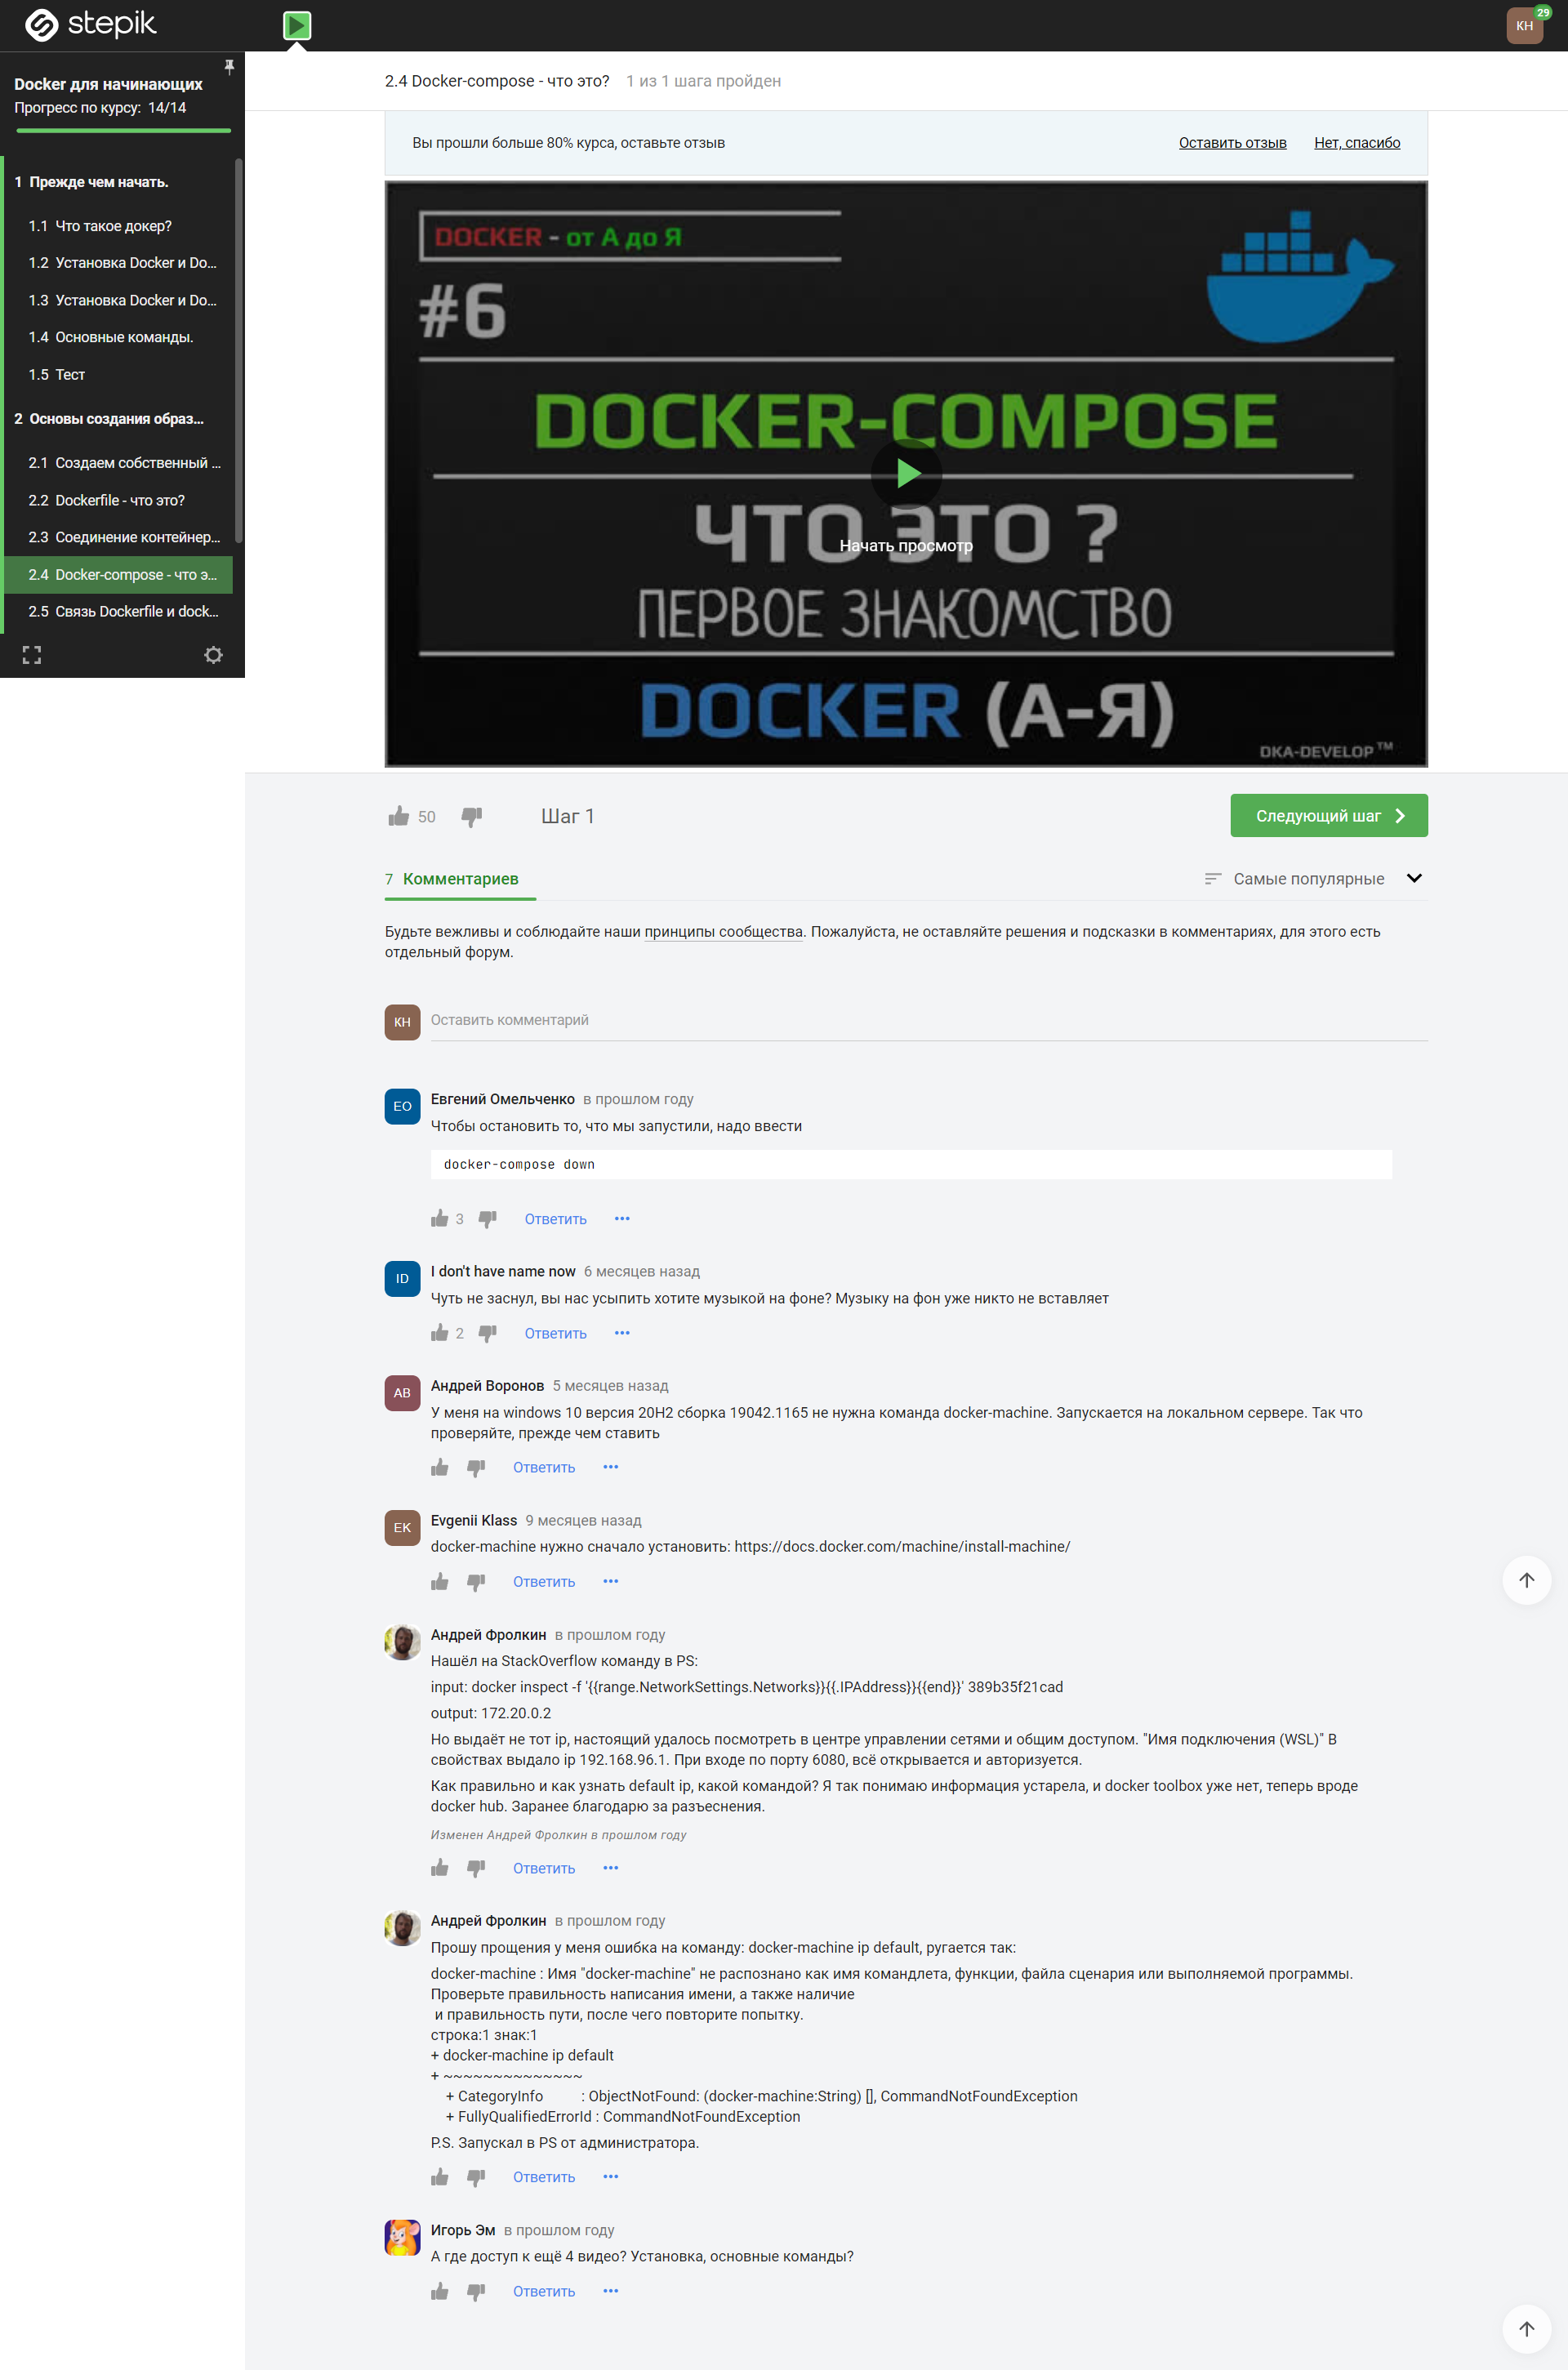 stepik
КН
29
Docker для начинающих
Прогресс по курсу: 14/14
1 Прежде чем начать.
1.1 Что такое докер?
1.2 Установка Docker и Do...
1.3 Установка Docker и Do...
1.4 Основные команды.
1.5 Тест
2 Основы создания образ...
2.1 Создаем собственный ...
2.2 Dockerfile - что это?
2.3 Соединение контейнер...
2.4 Docker-compose - что э...
2.5 Связь Dockerfile и dock...
2.4 Docker-compose - что это? 1 из 1 шага пройден
Вы прошли больше 80% курса, оставьте отзыв Оставить отзыв Нет, спасибо
DOCKER - от А до Я
#6
DOCKER-COMPOSE
ЧТО ЭТО ?
Начать просмотр
ПЕРВОЕ ЗНАКОМСТВО
DOCKER (А-Я)
DKA-DEVELOP™
50 Шаг 1 Следующий шаг
7 Комментариев Самые популярные
Будьте вежливы и соблюдайте наши принципы сообщества. Пожалуйста, не оставляйте решения и подсказки в комментариях, для этого есть
отдельный форум.
КН Оставить комментарий
ЕО Евгений Омельченко в прошлом году
Чтобы остановить то, что мы запустили, надо ввести
docker-compose down
3 Ответить ···
ID I don't have name now 6 месяцев назад
Чуть не заснул, вы нас усыпить хотите музыкой на фоне? Музыку на фон уже никто не вставляет
2 Ответить ···
АВ Андрей Воронов 5 месяцев назад
У меня на windows 10 версия 20H2 сборка 19042.1165 не нужна команда docker-machine. Запускается на локальном сервере. Так что
проверяйте, прежде чем ставить
Ответить ···
EK Evgenii Klass 9 месяцев назад
docker-machine нужно сначало установить: https://docs.docker.com/machine/install-machine/
Ответить ···
Андрей Фролкин в прошлом году
Нашёл на StackOverflow команду в PS:
input: docker inspect -f '{{range.NetworkSettings.Networks}}{{.IPAddress}}{{end}}' 389b35f21cad
output: 172.20.0.2
Но выдаёт не тот ip, настоящий удалось посмотреть в центре управлении сетями и общим доступом. "Имя подключения (WSL)" В
свойствах выдало ip 192.168.96.1. При входе по порту 6080, всё открывается и авторизуется.
Как правильно и как узнать default ip, какой командой? Я так понимаю информация устарела, и docker toolbox уже нет, теперь вроде
docker hub. Заранее благодарю за разъеснения.
Изменен Андрей Фролкин в прошлом году
Ответить ···
Андрей Фролкин в прошлом году
Прошу прощения у меня ошибка на команду: docker-machine ip default, ругается так:
docker-machine : Имя "docker-machine" не распознано как имя командлета, функции, файла сценария или выполняемой программы.
Проверьте правильность написания имени, а также наличие
и правильность пути, после чего повторите попытку.
строка:1 знак:1
+ docker-machine ip default
+ ~~~~~~~~~~~~~~
+ CategoryInfo : ObjectNotFound: (docker-machine:String) [], CommandNotFoundException
+ FullyQualifiedErrorId : CommandNotFoundException
P.S. Запускал в PS от администратора.
Ответить ···
Игорь Эм в прошлом году
А где доступ к ещё 4 видео? Установка, основные команды?
Ответить ···